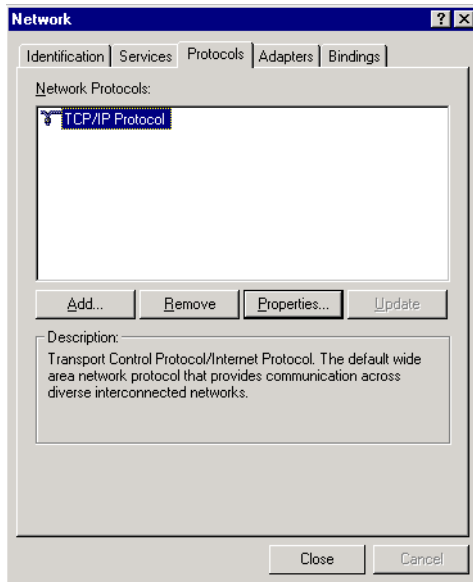 Network
Identification Services Protocols Adapters Bindings
Network Protocols:
TCP/IP Protocol
Add... Remove Properties... Update
Description:
Transport Control Protocol/Internet Protocol. The default wide
area network protocol that provides communication across
diverse interconnected networks.
Close Cancel